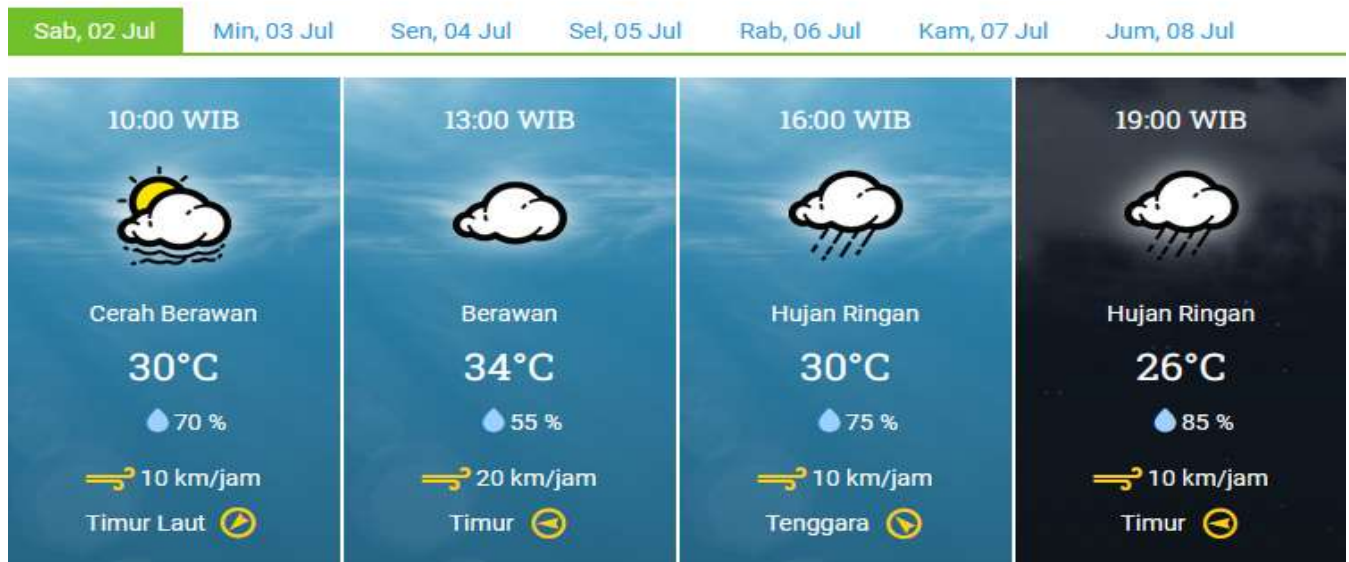 Sab, 02 Jul Min, 03 Jul Sen, 04 Jul Sel, 05 Jul Rab, 06 Jul Kam, 07 Jul Jum, 08 Jul
10:00 WIB
Cerah Berawan
30°C
70 %
10 km/jam
Timur Laut
13:00 WIB
Berawan
34°C
55 %
20 km/jam
Timur
16:00 WIB
Hujan Ringan
30°C
75 %
10 km/jam
Tenggara
19:00 WIB
Hujan Ringan
26°C
85 %
10 km/jam
Timur